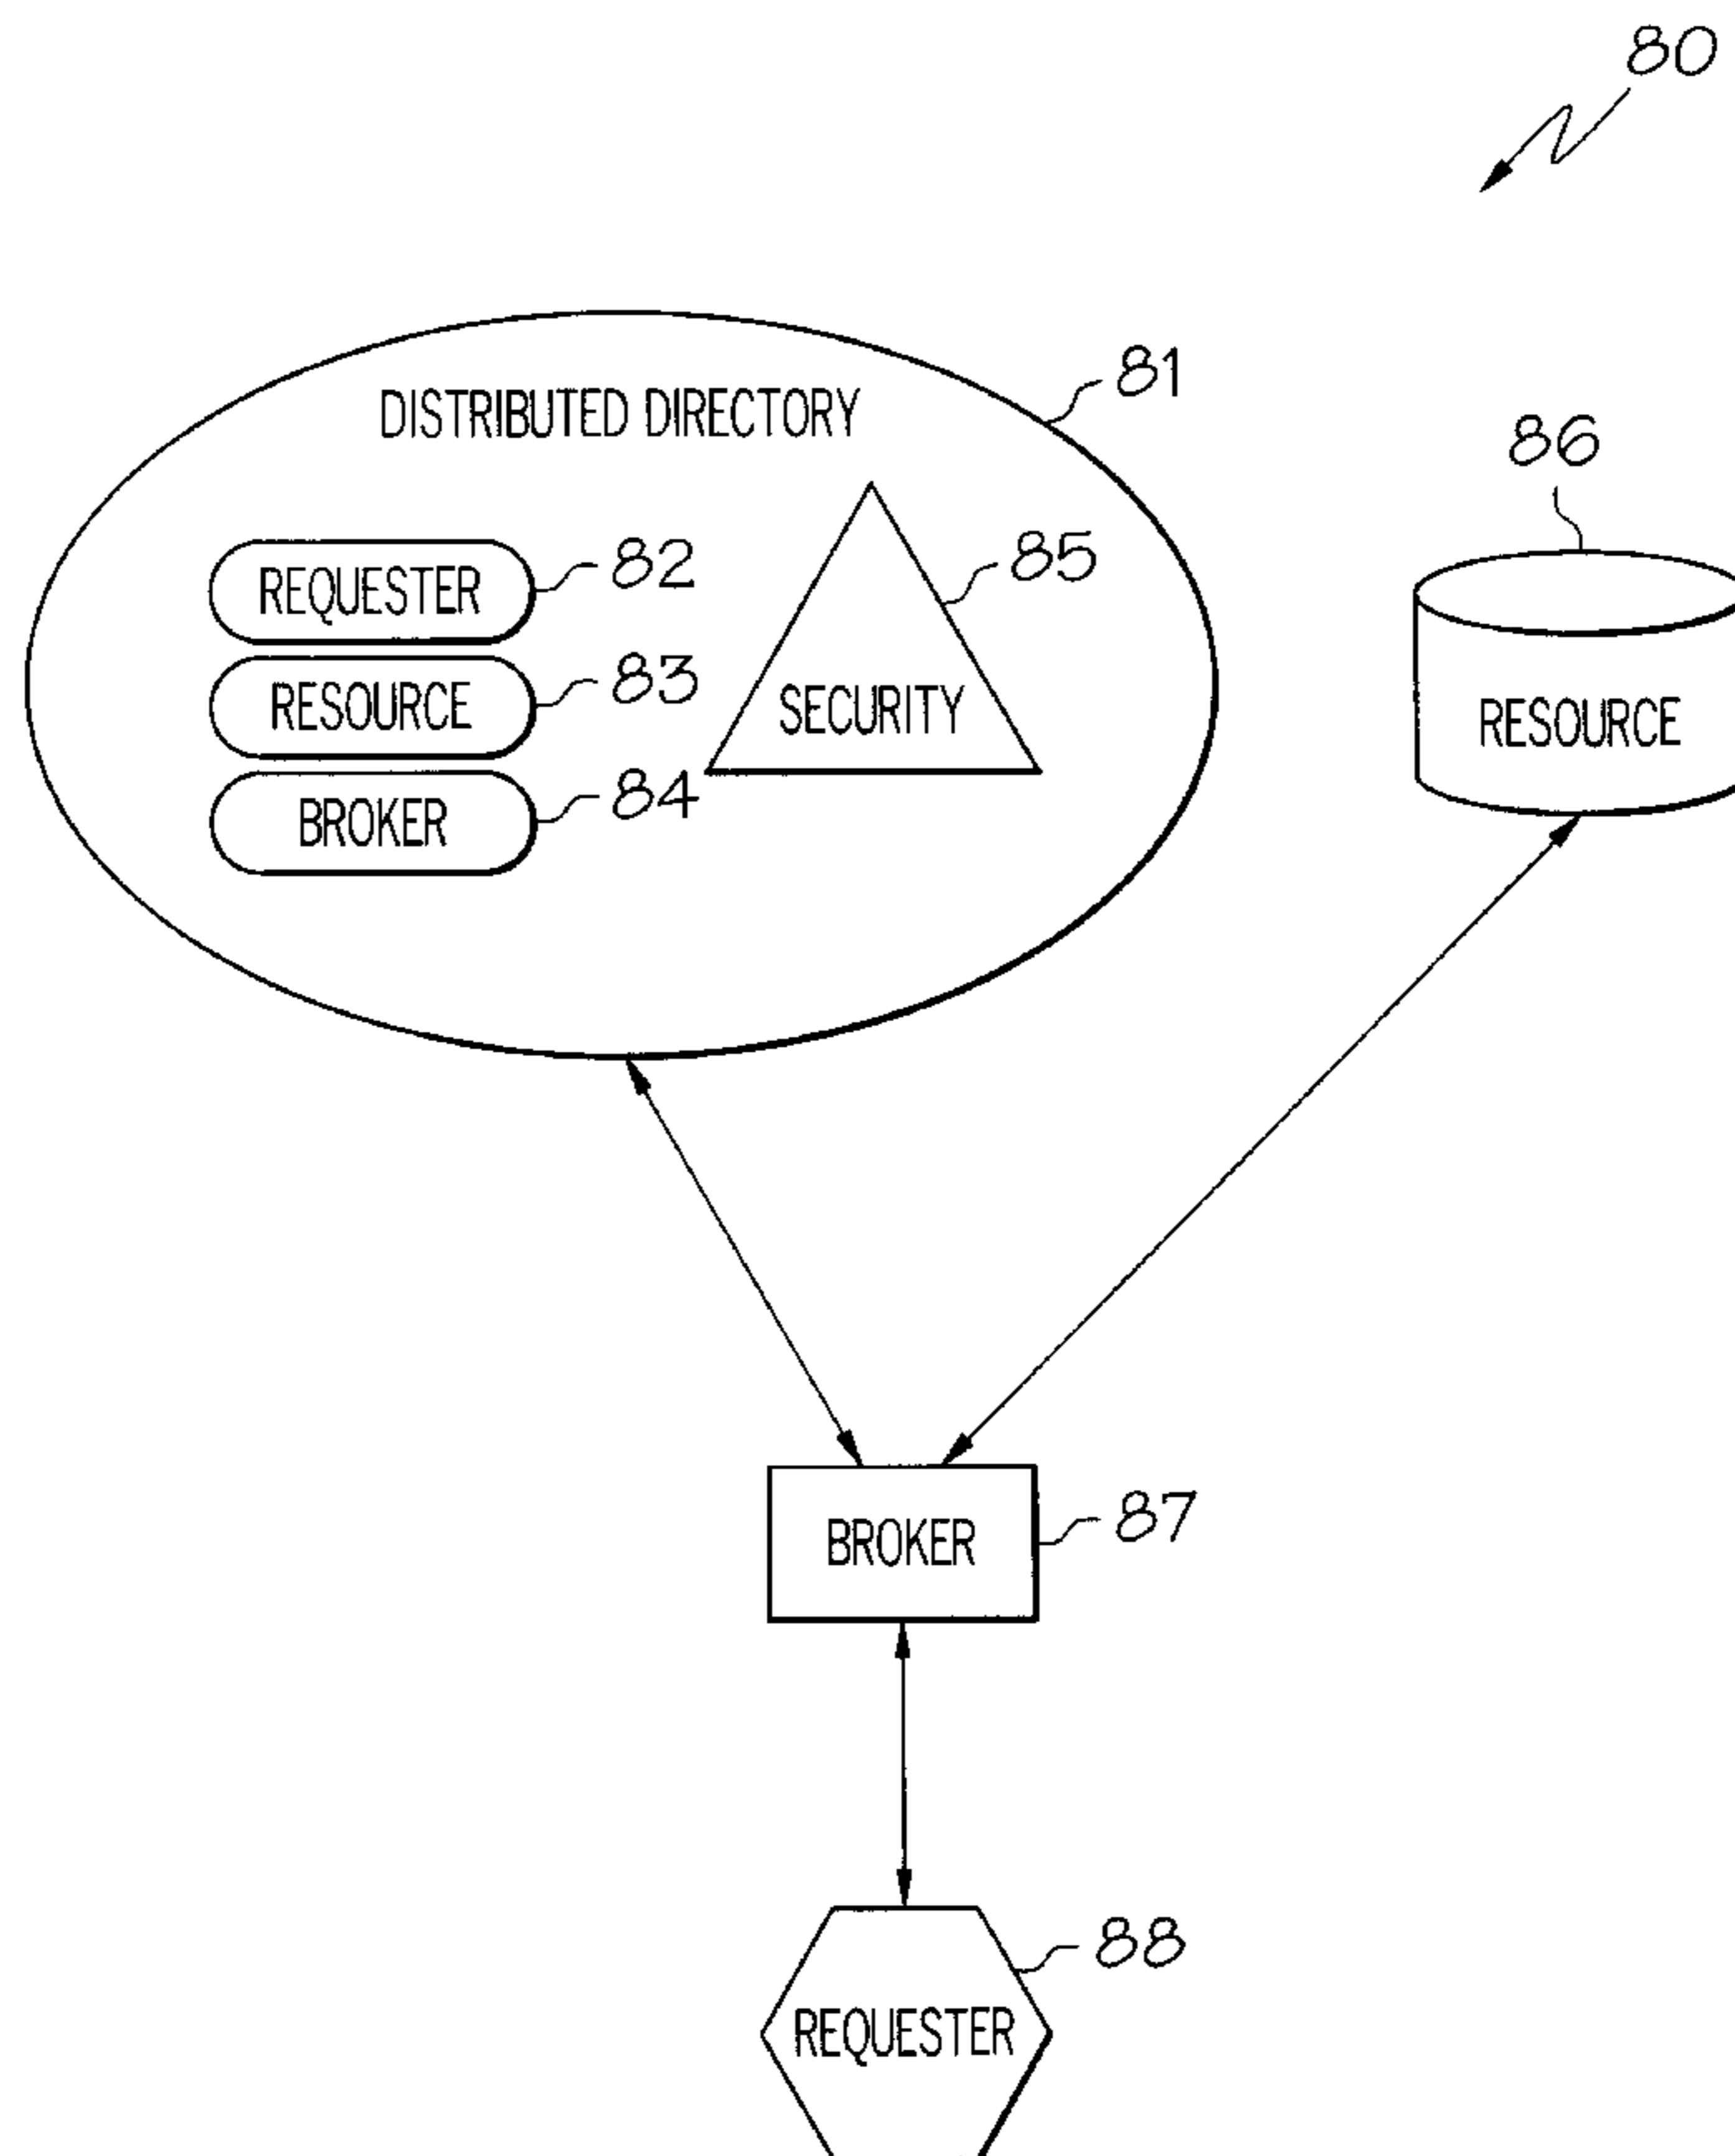 80
81
DISTRIBUTED DIRECTORY
86
REQUESTER
82
85
RESOURCE
83
SECURITY
RESOURCE
BROKER
84
BROKER
87
88
REQUESTER